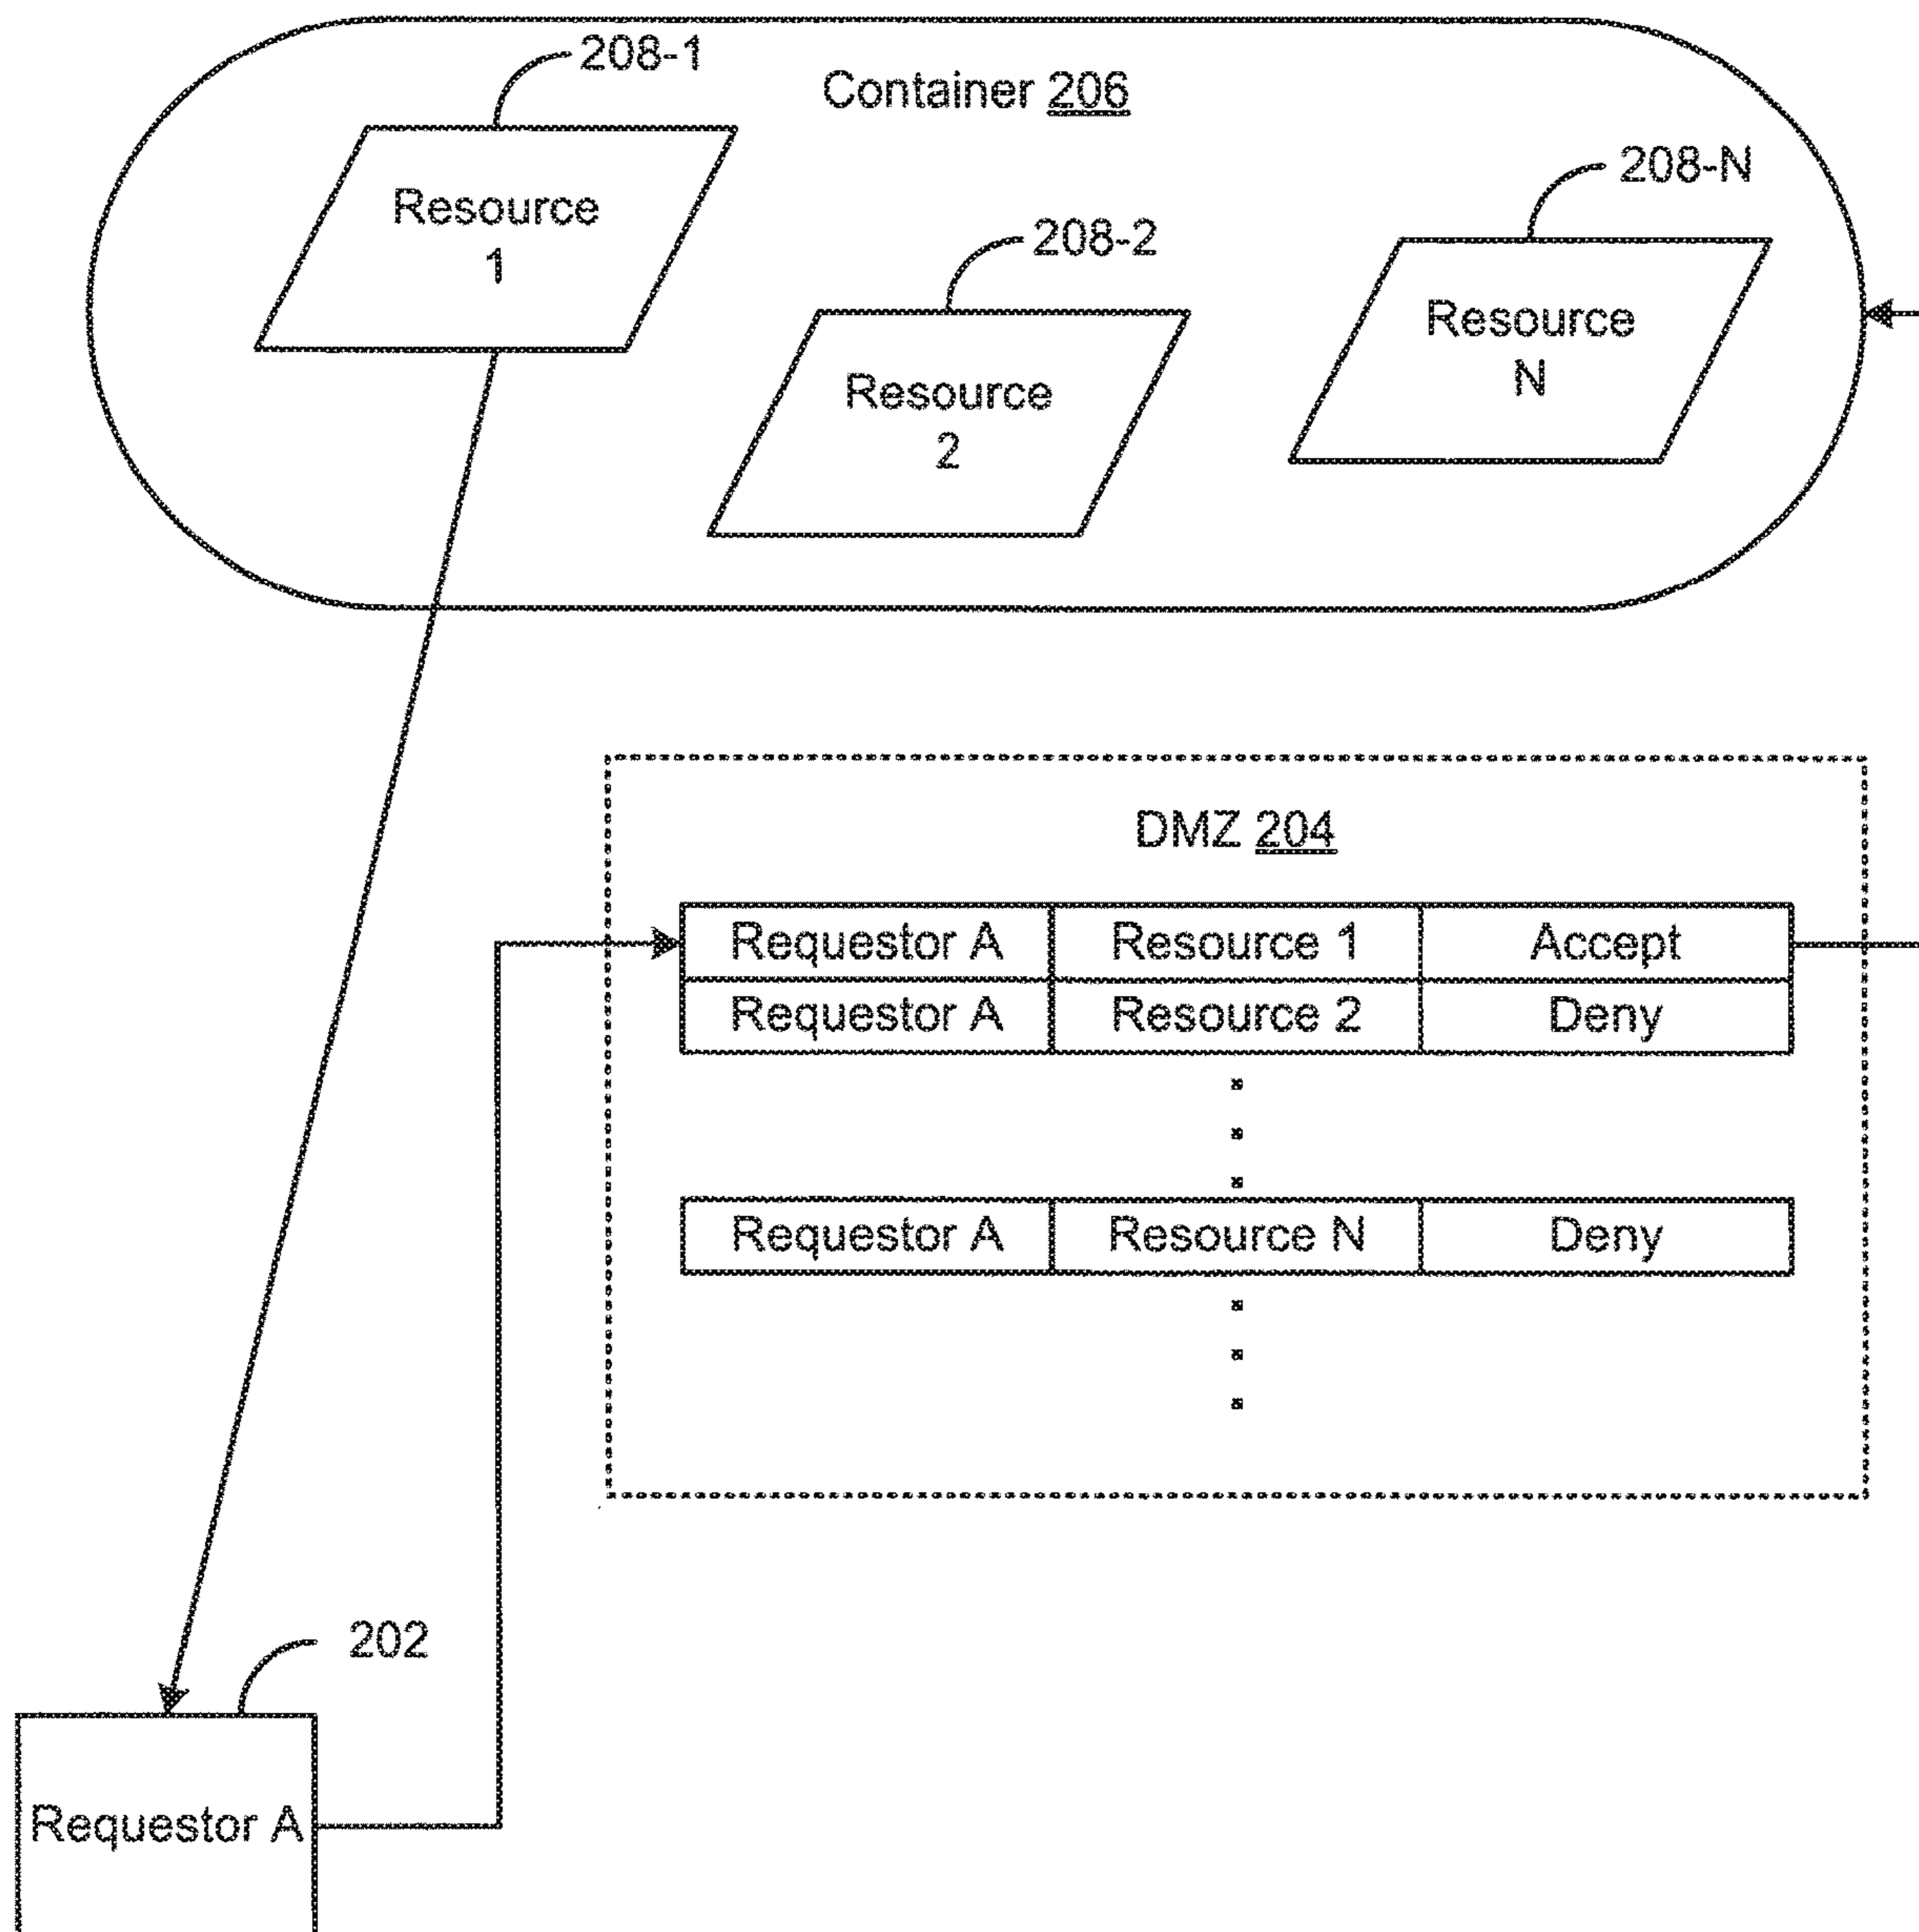 208-1
Container 206
208-N
Resource
1
208-2
Resource
N
Resource
2
DMZ 204
Requestor A Resource 1 Accept
Requestor A Resource 2 Deny
Requestor A Resource N Deny
202
Requestor A